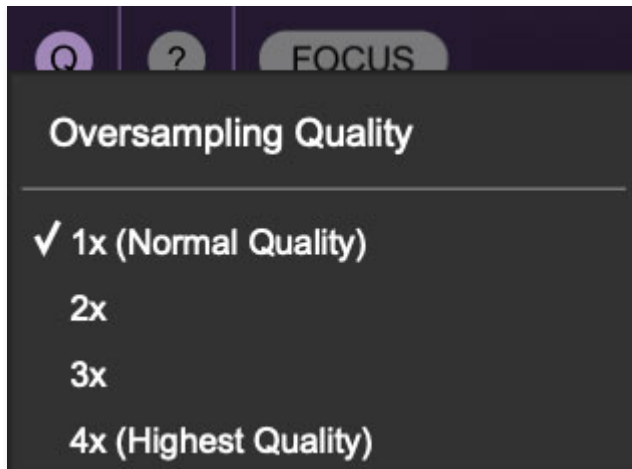 Q ? FOCUS
Oversampling Quality
✓ 1x (Normal Quality)
2x
3x
4x (Highest Quality)